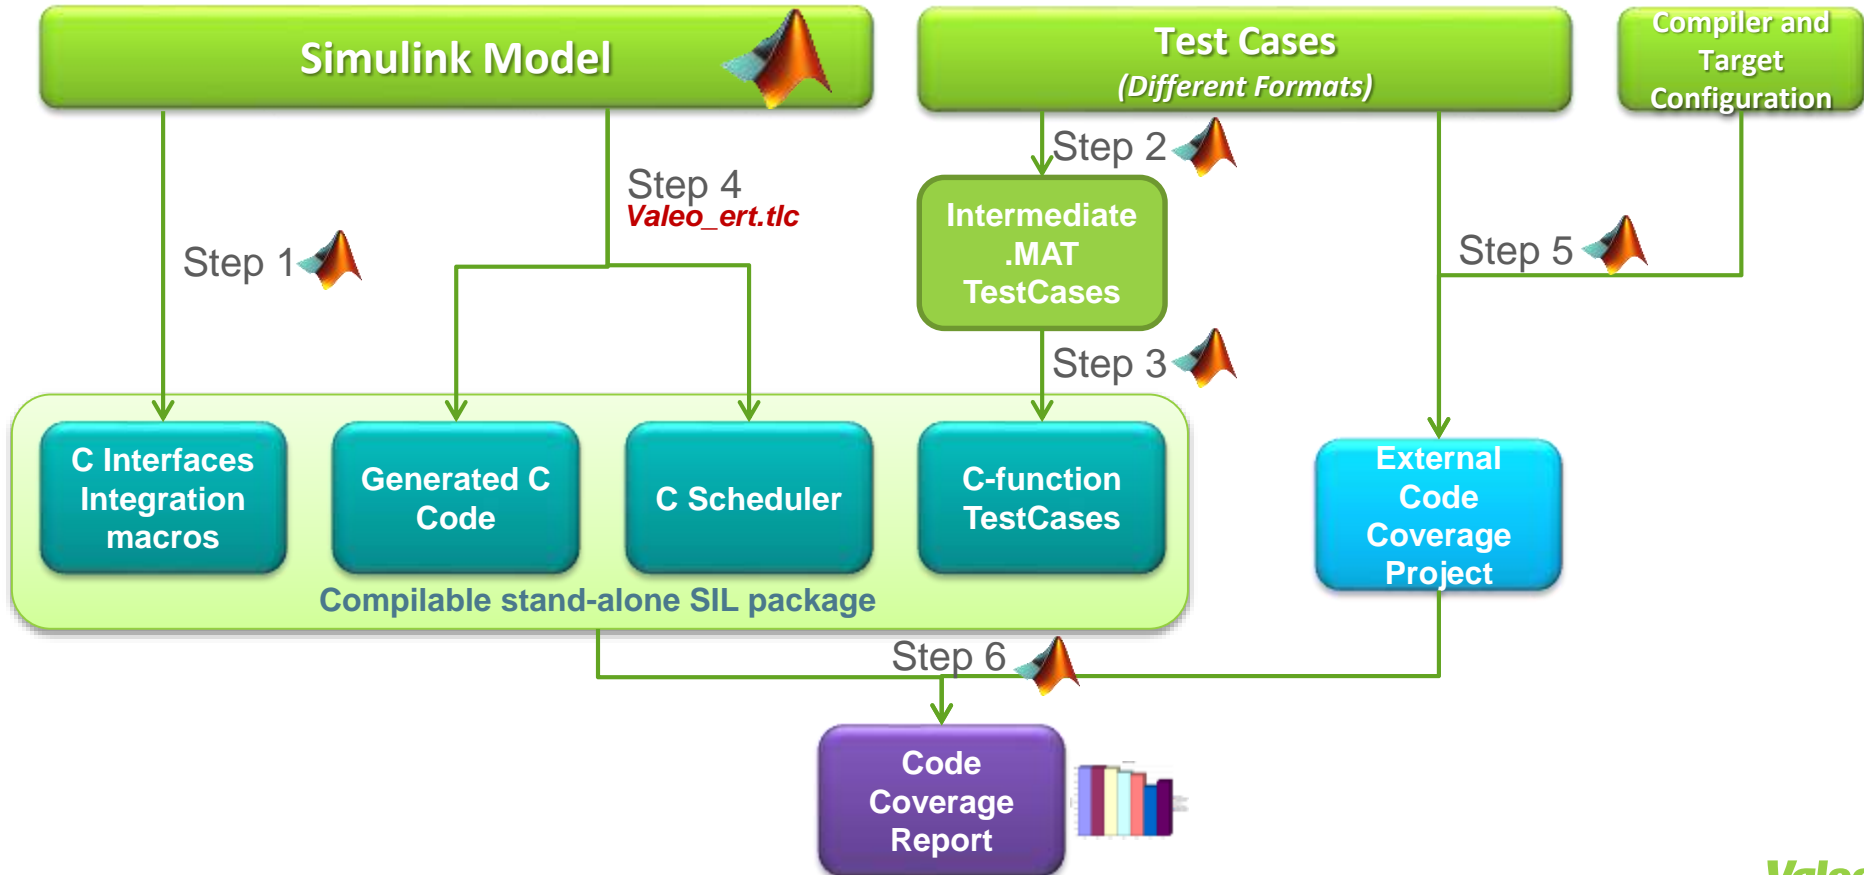 Simulink Model
Test Cases
(Different Formats)
Compiler and
Target
Configuration
Step 2
Step 4
Valeo_ert.tlc
Intermediate
.MAT
TestCases
Step 1
Step 5
Step 3
C Interfaces
Integration
macros
Generated C
Code
C Scheduler
C-function
TestCases
External
Code
Coverage
Project
Compilable stand-alone SIL package
Step 6
Code
Coverage
Report